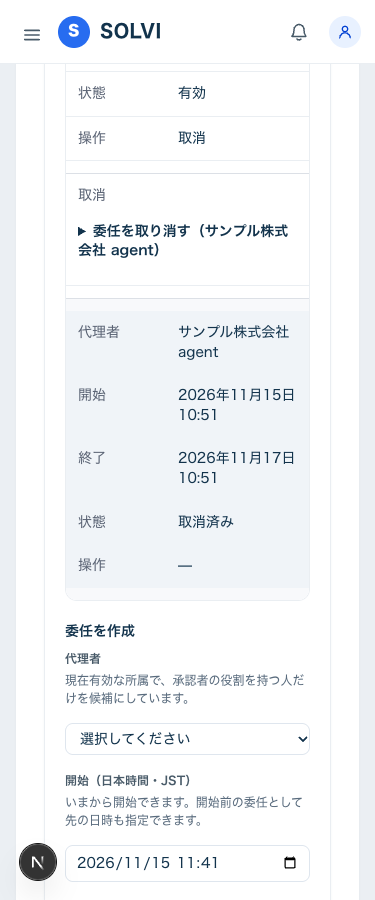 S SOLVI
状態 有効
操作 取消
取消
▶ 委任を取り消す（サンプル株式
会社 agent）
代理者 サンプル株式会社
agent
開始 2026年11月15日
10:51
終了 2026年11月17日
10:51
状態 取消済み
操作 —
委任を作成
代理者
現在有効な所属で、承認者の役割を持つ人だ
けを候補にしています。
選択してください
開始（日本時間・JST）
いまから開始できます。開始前の委任として
先の日時も指定できます。
N
2026/11/15 11:41